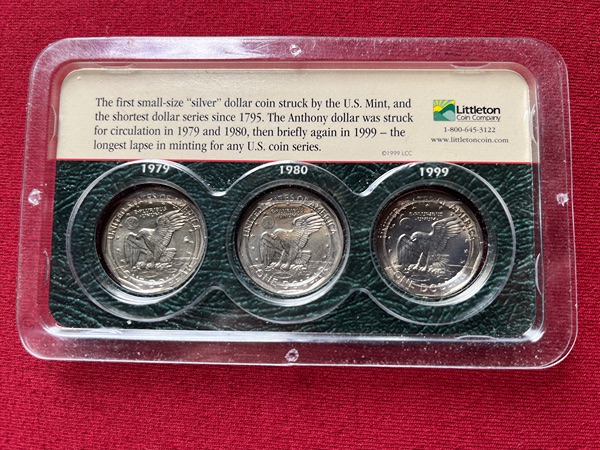 The first small-size "silver" dollar coin struck by the U.S. Mint, and
the shortest dollar series since 1795. The Anthony dollar was struck
for circulation in 1979 and 1980, then briefly again in 1999 – the
longest lapse in minting for any U.S. coin series.
Littleton
Coin Company
1-800-645-3122
www.littletoncoin.com
©1999 LCC
1979
1980
1999
UNITED STATES OF AMERICA
UNITED STATES OF AMERICA
ONE DOLLAR
ONE DOLLAR